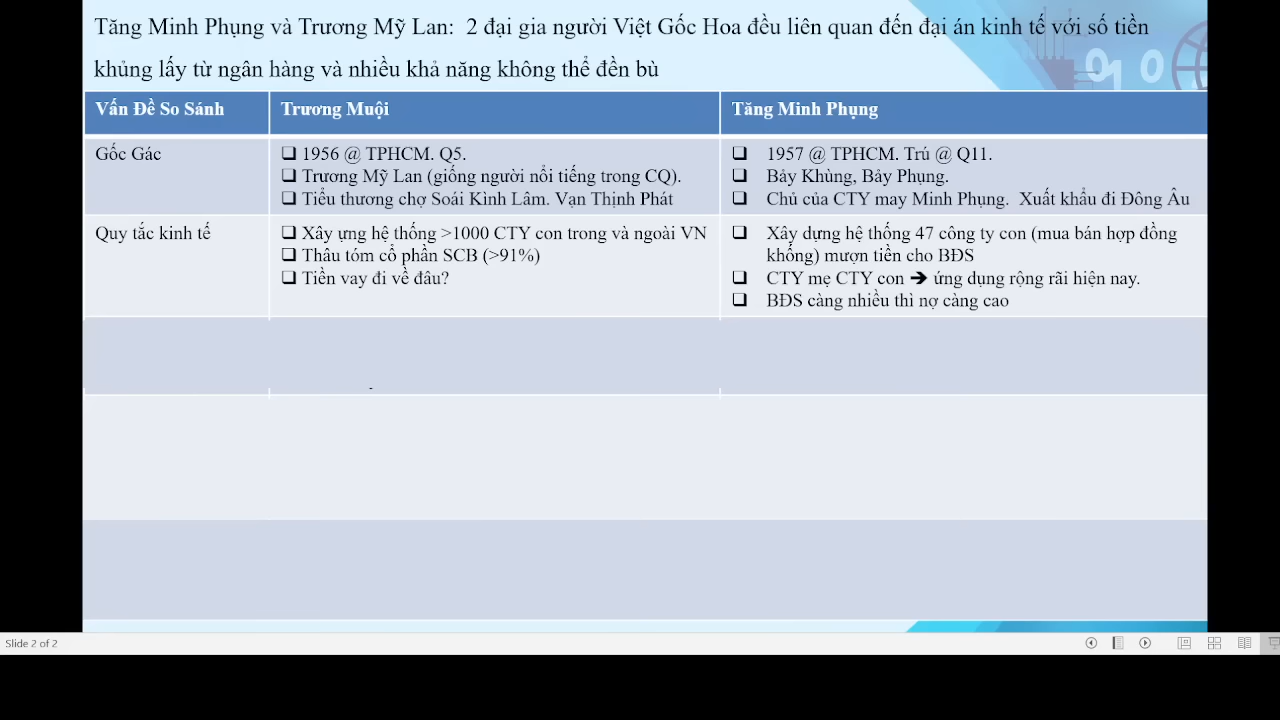 Tăng Minh Phụng và Trương Mỹ Lan: 2 đại gia người Việt Gốc Hoa đều liên quan đến đại án kinh tế với số tiền
khủng lấy từ ngân hàng và nhiều khả năng không thể đền bù
Vấn Đề So Sánh
Trương Muội
Tăng Minh Phụng
Gốc Gác
❑ 1956 @ TPHCM. Q5.
❑ Trương Mỹ Lan (giống người nổi tiếng trong CQ).
❑ Tiểu thương chợ Soái Kình Lâm. Vạn Thịnh Phát
❑ 1957 @ TPHCM. Trú @ Q11.
❑ Bảy Khùng, Bảy Phụng.
❑ Chủ của CTY may Minh Phụng. Xuất khẩu đi Đông Âu
Quy tắc kinh tế
❑ Xây ựng hệ thống >1000 CTY con trong và ngoài VN
❑ Thâu tóm cổ phần SCB (>91%)
❑ Tiền vay đi về đâu?
❑ Xây dựng hệ thống 47 công ty con (mua bán hợp đồng
khống) mượn tiền cho BĐS
❑ CTY mẹ CTY con ➔ ứng dụng rộng rãi hiện nay.
❑ BĐS càng nhiều thì nợ càng cao
Slide 2 of 2